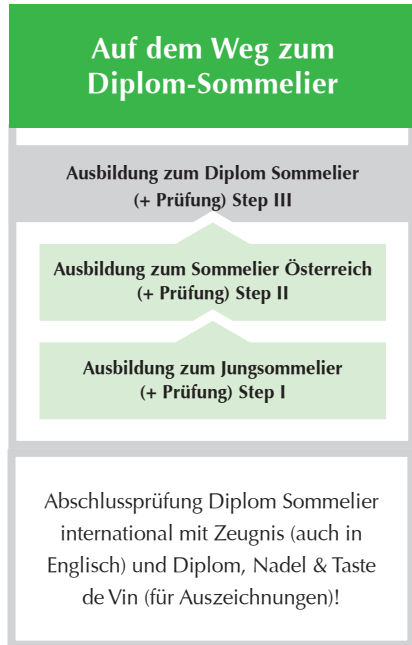 Auf dem Weg zum
Diplom-Sommelier
Ausbildung zum Diplom Sommelier
(+ Prüfung) Step III
Ausbildung zum Sommelier Österreich
(+ Prüfung) Step II
Ausbildung zum Jungsommelier
(+ Prüfung) Step I
Abschlussprüfung Diplom Sommelier
international mit Zeugnis (auch in
Englisch) und Diplom, Nadel & Taste
de Vin (für Auszeichnungen)!